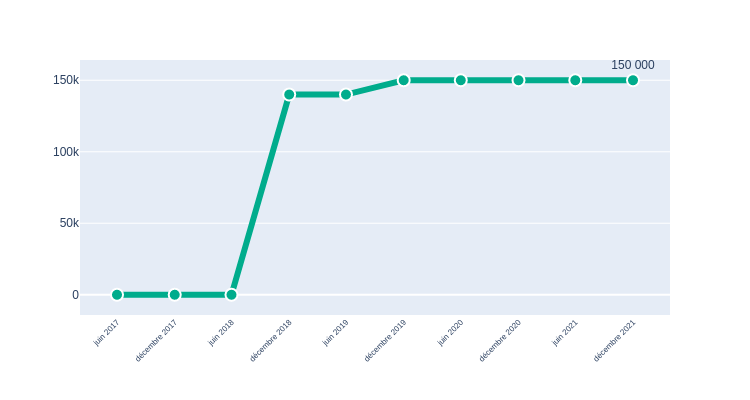 150 000
150k
100k
50k
0
juin 2017
décembre 2017
juin 2018
décembre 2018
juin 2019
décembre 2019
juin 2020
décembre 2020
juin 2021
décembre 2021